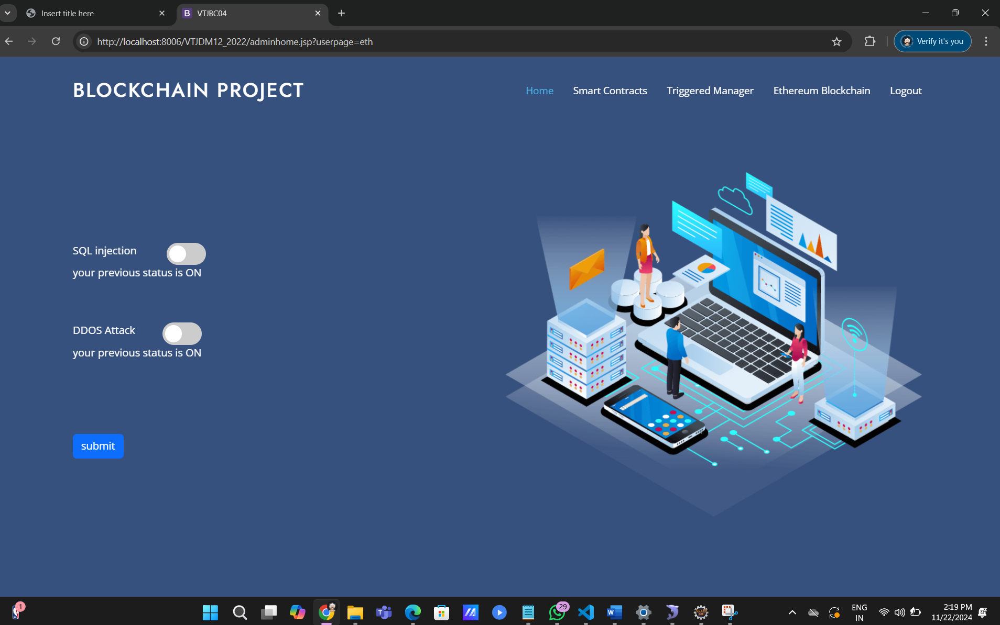 Insert title here
VTJBC04
http://localhost:8006/VTJDM12_2022/adminhome.jsp?userpage=eth
Verify it's you
BLOCKCHAIN PROJECT
Home
Smart Contracts
Triggered Manager
Ethereum Blockchain
Logout
SQL injection
your previous status is ON
DDOS Attack
your previous status is ON
submit
1
29
ENG
IN
2:19 PM
11/22/2024